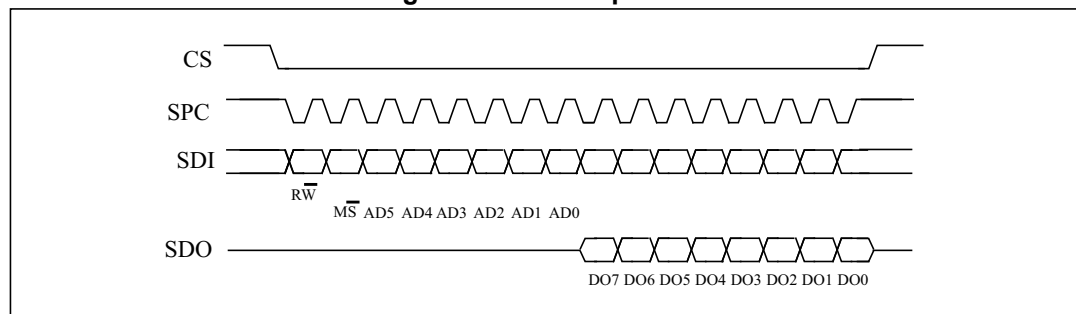 CS
SPC
SDI
RW̅
MS̅ AD5 AD4 AD3 AD2 AD1 AD0
SDO
DO7 DO6 DO5 DO4 DO3 DO2 DO1 DO0